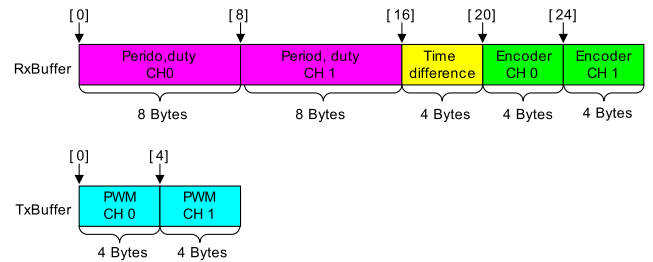 [ 0] [8] [ 16] [20] [ 24]
RxBuffer
Perido,duty
CH0
Period, duty
CH 1
Time
difference
Encoder
CH 0
Encoder
CH 1
8 Bytes 8 Bytes 4 Bytes 4 Bytes 4 Bytes
[ 0] [ 4]
TxBuffer
PWM
CH 0
PWM
CH 1
4 Bytes 4 Bytes